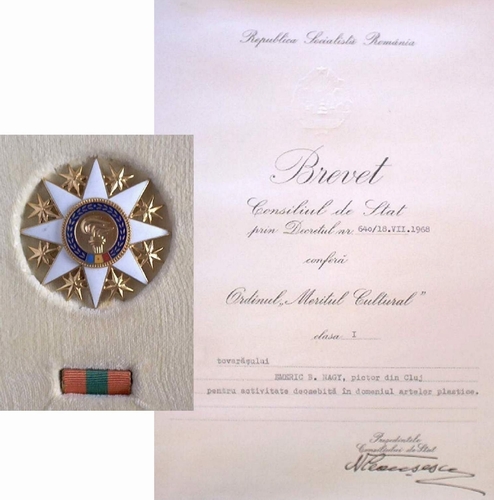 Republica Socialistă România
Brevet
Consiliul de Stat
prin Decretul nr. 640/18.VII.1968
conferă
Ordinul „Meritul Cultural”
clasa I
tovarăşului
EMERIC B. NAGY, pictor din Cluj
pentru activitate deosebită în domeniul artelor plastice.
Preşedintele
Consiliului de Stat
N Ceauşescu